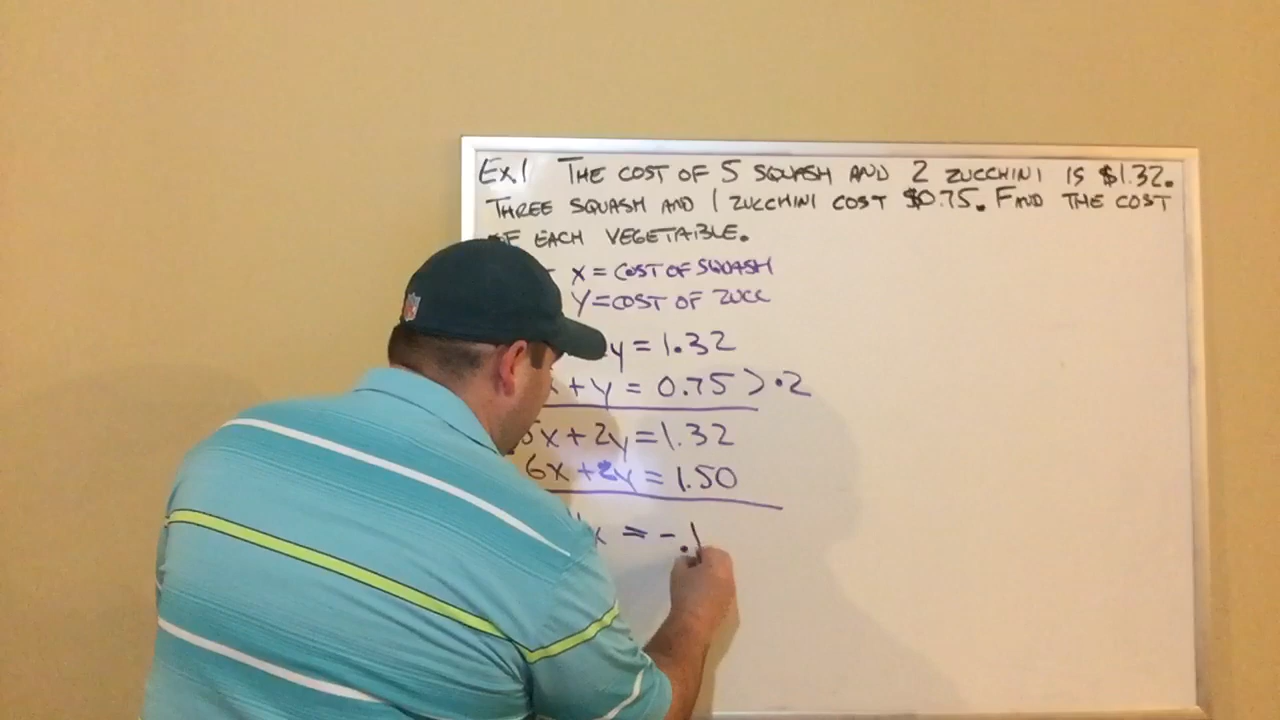 Ex.1 THE COST OF 5 SQUASH AND 2 ZUCCHINI IS $1.32.
THREE SQUASH AND 1 ZUCCHINI COST $0.75. FIND THE COST
OF EACH VEGETABLE.
X = COST OF SQUASH
Y = COST OF ZUCC
y = 1.32
x + y = 0.75 > · 2
5x + 2y = 1.32
6x + 2y = 1.50
x = -.1